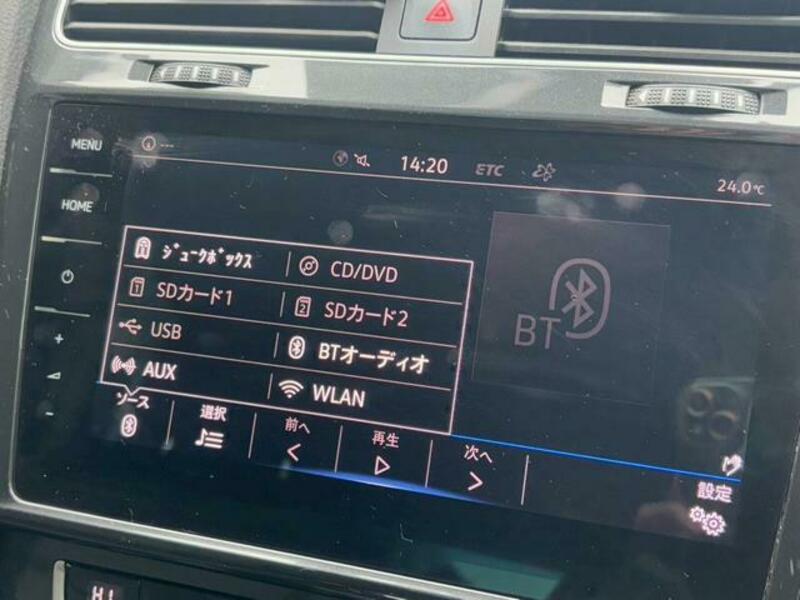 MENU
--- 14:20 ETC
24.0℃
HOME
ｼﾞｭｰｸﾎﾞｯｸｽ CD/DVD
SDカード1 SDカード2
USB BTオーディオ
AUX WLAN
BT
+
-
ソース 選択 前へ 再生 次へ
設定
HI